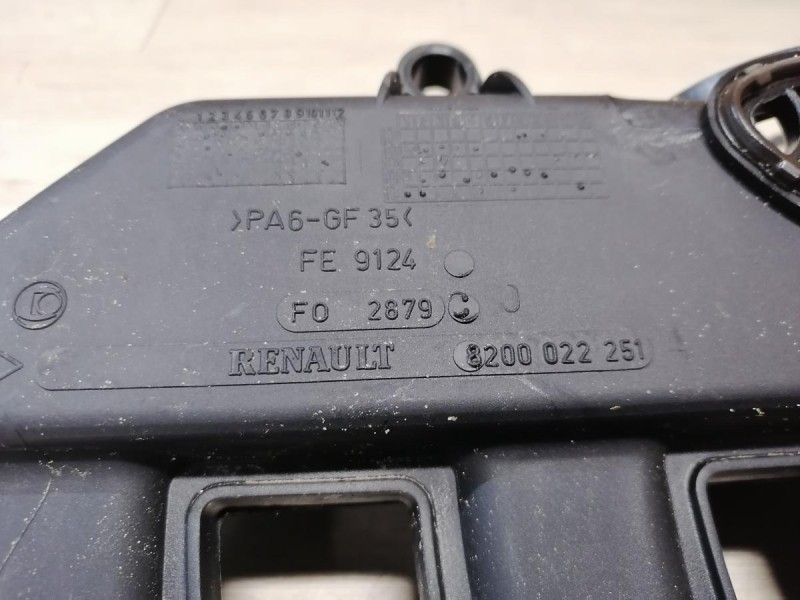 >PA6-GF 35<
FE 9124
FO 2879 C
RENAULT 8200 022 251